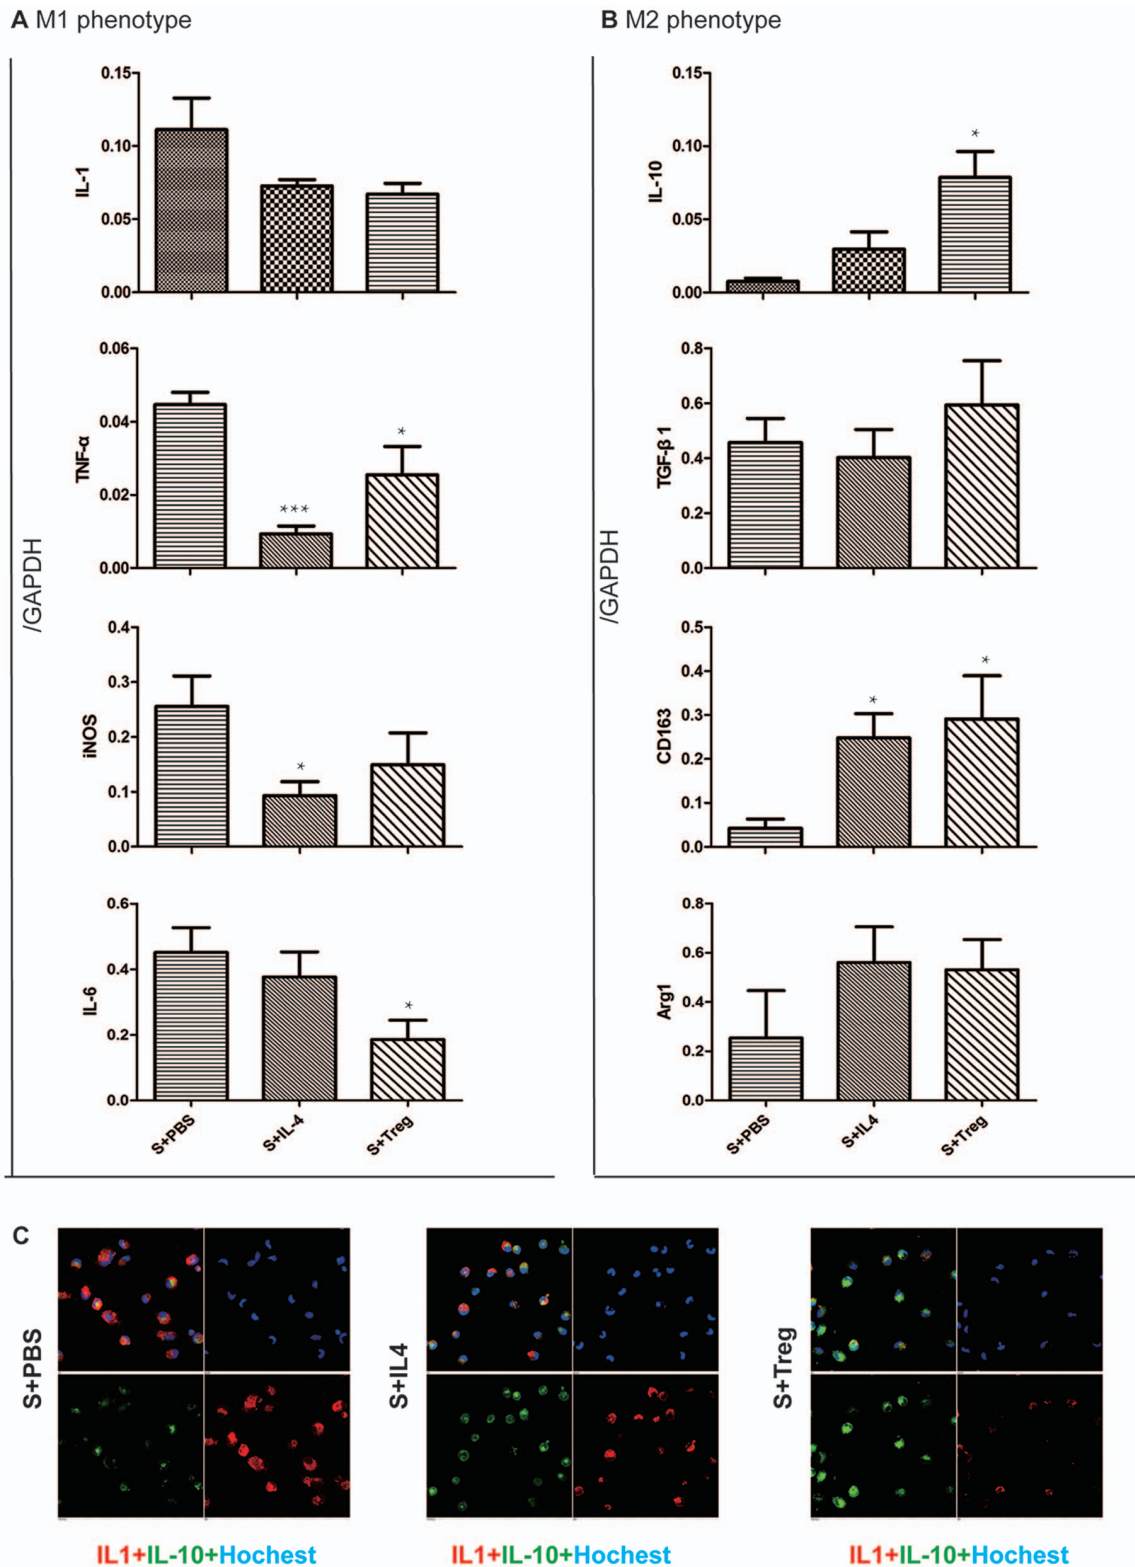 A M1 phenotype
B M2 phenotype
0.15
0.10
0.05
0.00
IL-1
0.15
0.10
0.05
0.00
IL-10
*
0.06
0.04
0.02
0.00
TNF-α
***
*
0.8
0.6
0.4
0.2
0.0
TGF-β 1
/GAPDH
/GAPDH
0.4
0.3
0.2
0.1
0.0
iNOS
*
0.5
0.4
0.3
0.2
0.1
0.0
CD163
*
*
0.6
0.4
0.2
0.0
IL-6
*
S+PBS
S+IL-4
S+Treg
0.8
0.6
0.4
0.2
0.0
Arg1
S+PBS
S+IL4
S+Treg
C
S+PBS
S+IL4
S+Treg
IL1+IL-10+Hochest
IL1+IL-10+Hochest
IL1+IL-10+Hochest